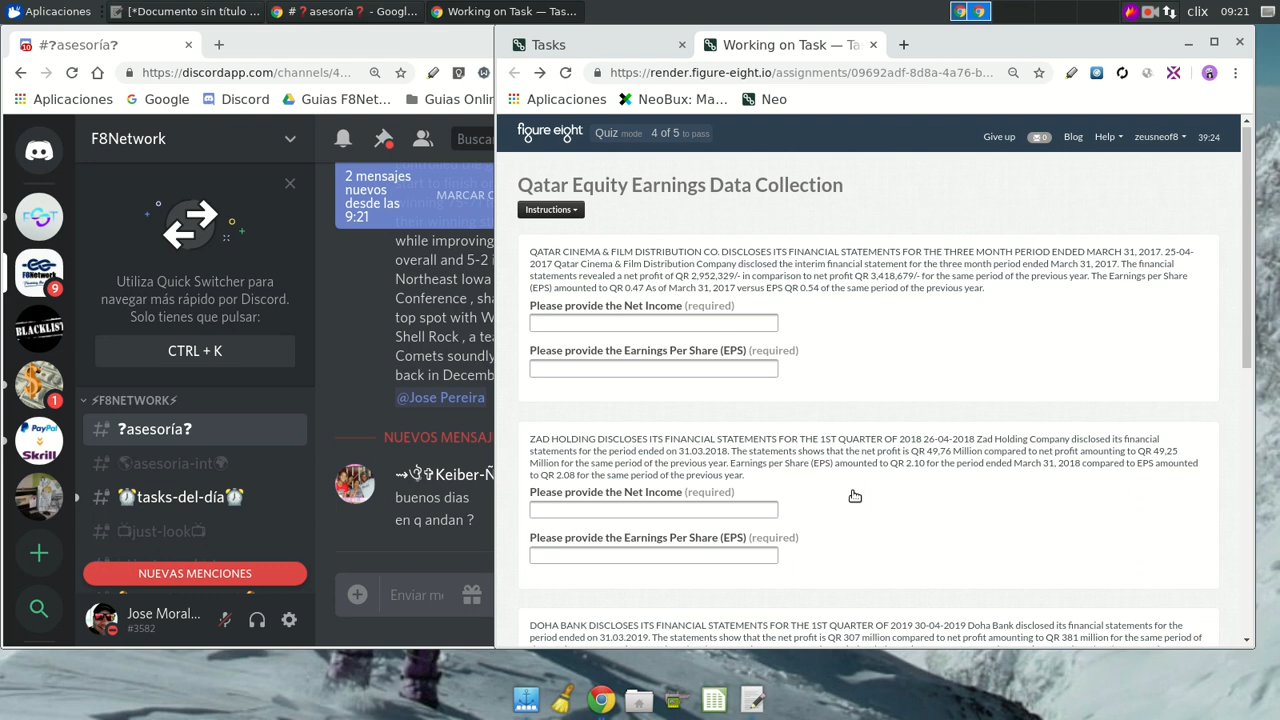 Aplicaciones
[*Documento sin título ...
#❓asesoría❓ - Googl...
Working on Task — Tas...
clix
09:21
#❓asesoría❓
Tasks
Working on Task — Ta
https://discordapp.com/channels/4...
https://render.figure-eight.io/assignments/09692adf-8d8a-4a76-b...
Aplicaciones
Google
Discord
Guias F8Net...
Guias Onli
Aplicaciones
NeoBux: Ma...
Neo
F8Network
Busca
figure eight
Quiz mode
4 of 5 to pass
Give up
0
Blog
Help
zeusneof8
39:24
2 mensajes
nuevos
desde las
9:21
MARCAR C
Qatar Equity Earnings Data Collection
Instructions
while improving
overall and 5-2 i
Northeast Iowa
Conference , sha
top spot with W
Shell Rock , a tea
Comets soundly
back in Decemb
@Jose Pereira
Utiliza Quick Switcher para
navegar más rápido por Discord.
Solo tienes que pulsar:
CTRL + K
⚡F8NETWORK⚡
❓asesoría❓
asesoria-int
tasks-del-día
just-look
NUEVAS MENCIONES
Jose Moral...
#3582
9
BLACKLIST
1
PayPal
Skrill
NUEVOS MENSAJ
Keiber-Ñ
buenos dias
en q andan ?
Enviar me
QATAR CINEMA & FILM DISTRIBUTION CO. DISCLOSES ITS FINANCIAL STATEMENTS FOR THE THREE MONTH PERIOD ENDED MARCH 31, 2017. 25-04-
2017 Qatar Cinema & Film Distribution Company disclosed the interim financial statement for the three month period ended March 31, 2017. The financial
statements revealed a net profit of QR 2,952,329/- in comparison to net profit QR 3,418,679/- for the same period of the previous year. The Earnings per Share
(EPS) amounted to QR 0.47 As of March 31, 2017 versus EPS QR 0.54 of the same period of the previous year.
Please provide the Net Income (required)
Please provide the Earnings Per Share (EPS) (required)
ZAD HOLDING DISCLOSES ITS FINANCIAL STATEMENTS FOR THE 1ST QUARTER OF 2018 26-04-2018 Zad Holding Company disclosed its financial
statements for the period ended on 31.03.2018. The statements shows that the net profit is QR 49,76 Million compared to net profit amounting to QR 49,25
Million for the same period of the previous year. Earnings per Share (EPS) amounted to QR 2.10 for the period ended March 31, 2018 compared to EPS amounted
to QR 2.08 for the same period of the previous year.
Please provide the Net Income (required)
Please provide the Earnings Per Share (EPS) (required)
DOHA BANK DISCLOSES ITS FINANCIAL STATEMENTS FOR THE 1ST QUARTER OF 2019 30-04-2019 Doha Bank disclosed its financial statements for the
period ended on 31.03.2019. The statements show that the net profit is QR 307 million compared to net profit amounting to QR 381 million for the same period of